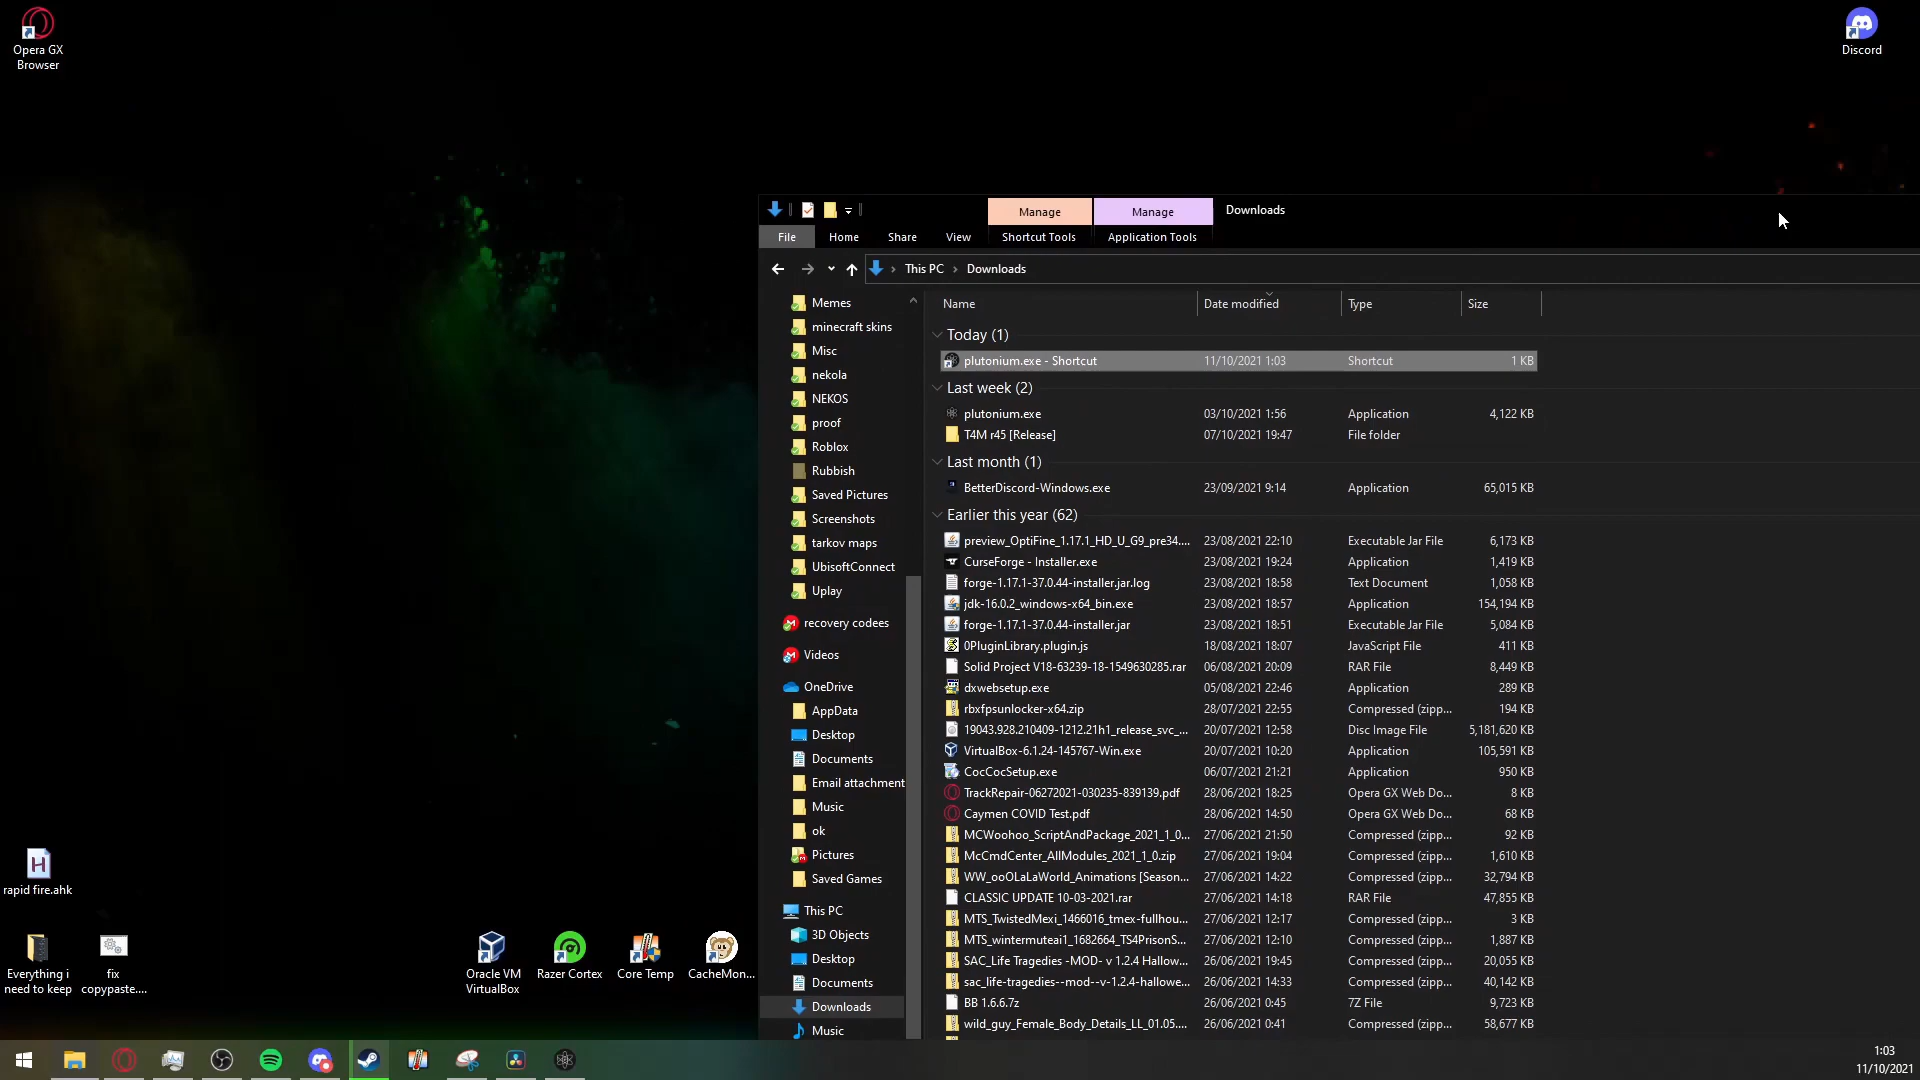 Opera GX
Browser
Discord
Manage
Manage
Downloads
File
Home
Share
View
Shortcut Tools
Application Tools
This PC
Downloads
Memes
minecraft skins
Misc
nekola
NEKOS
proof
Roblox
Rubbish
Saved Pictures
Screenshots
tarkov maps
UbisoftConnect
Uplay
recovery codees
Videos
OneDrive
AppData
Desktop
Documents
Email attachment
Music
ok
Pictures
Saved Games
This PC
3D Objects
Desktop
Documents
Downloads
Music
Name Date modified Type Size
Today (1)
plutonium.exe - Shortcut 11/10/2021 1:03 Shortcut 1 KB
Last week (2)
plutonium.exe 03/10/2021 1:56 Application 4,122 KB
T4M r45 [Release] 07/10/2021 19:47 File folder
Last month (1)
BetterDiscord-Windows.exe 23/09/2021 9:14 Application 65,015 KB
Earlier this year (62)
preview_OptiFine_1.17.1_HD_U_G9_pre34.... 23/08/2021 22:10 Executable Jar File 6,173 KB
CurseForge - Installer.exe 23/08/2021 19:24 Application 1,419 KB
forge-1.17.1-37.0.44-installer.jar.log 23/08/2021 18:58 Text Document 1,058 KB
jdk-16.0.2_windows-x64_bin.exe 23/08/2021 18:57 Application 154,194 KB
forge-1.17.1-37.0.44-installer.jar 23/08/2021 18:51 Executable Jar File 5,084 KB
0PluginLibrary.plugin.js 18/08/2021 18:07 JavaScript File 411 KB
Solid Project V18-63239-18-1549630285.rar 06/08/2021 20:09 RAR File 8,449 KB
dxwebsetup.exe 05/08/2021 22:46 Application 289 KB
rbxfpsunlocker-x64.zip 28/07/2021 22:55 Compressed (zipp... 194 KB
19043.928.210409-1212.21h1_release_svc_... 20/07/2021 12:58 Disc Image File 5,181,620 KB
VirtualBox-6.1.24-145767-Win.exe 20/07/2021 10:20 Application 105,591 KB
CocCocSetup.exe 06/07/2021 21:21 Application 950 KB
TrackRepair-06272021-030235-839139.pdf 28/06/2021 18:25 Opera GX Web Do... 8 KB
Caymen COVID Test.pdf 28/06/2021 14:50 Opera GX Web Do... 68 KB
MCWoohoo_ScriptAndPackage_2021_1_0... 27/06/2021 21:50 Compressed (zipp... 92 KB
McCmdCenter_AllModules_2021_1_0.zip 27/06/2021 19:04 Compressed (zipp... 1,610 KB
WW_ooOLaLaWorld_Animations [Season... 27/06/2021 14:22 Compressed (zipp... 32,794 KB
CLASSIC UPDATE 10-03-2021.rar 27/06/2021 14:18 RAR File 47,855 KB
MTS_TwistedMexi_1466016_tmex-fullhou... 27/06/2021 12:17 Compressed (zipp... 3 KB
MTS_wintermuteai1_1682664_TS4PrisonS... 27/06/2021 12:10 Compressed (zipp... 1,887 KB
SAC_Life Tragedies -MOD- v 1.2.4 Hallow... 26/06/2021 19:45 Compressed (zipp... 20,055 KB
sac_life-tragedies--mod--v-1.2.4-hallowe... 26/06/2021 14:33 Compressed (zipp... 40,142 KB
BB 1.6.6.7z 26/06/2021 0:45 7Z File 9,723 KB
wild_guy_Female_Body_Details_LL_01.05.... 26/06/2021 0:41 Compressed (zipp... 58,677 KB
H
rapid fire.ahk
Everything i
need to keep
fix
copypaste....
Oracle VM
VirtualBox
Razer Cortex
Core Temp
CacheMon...
1:03
11/10/2021